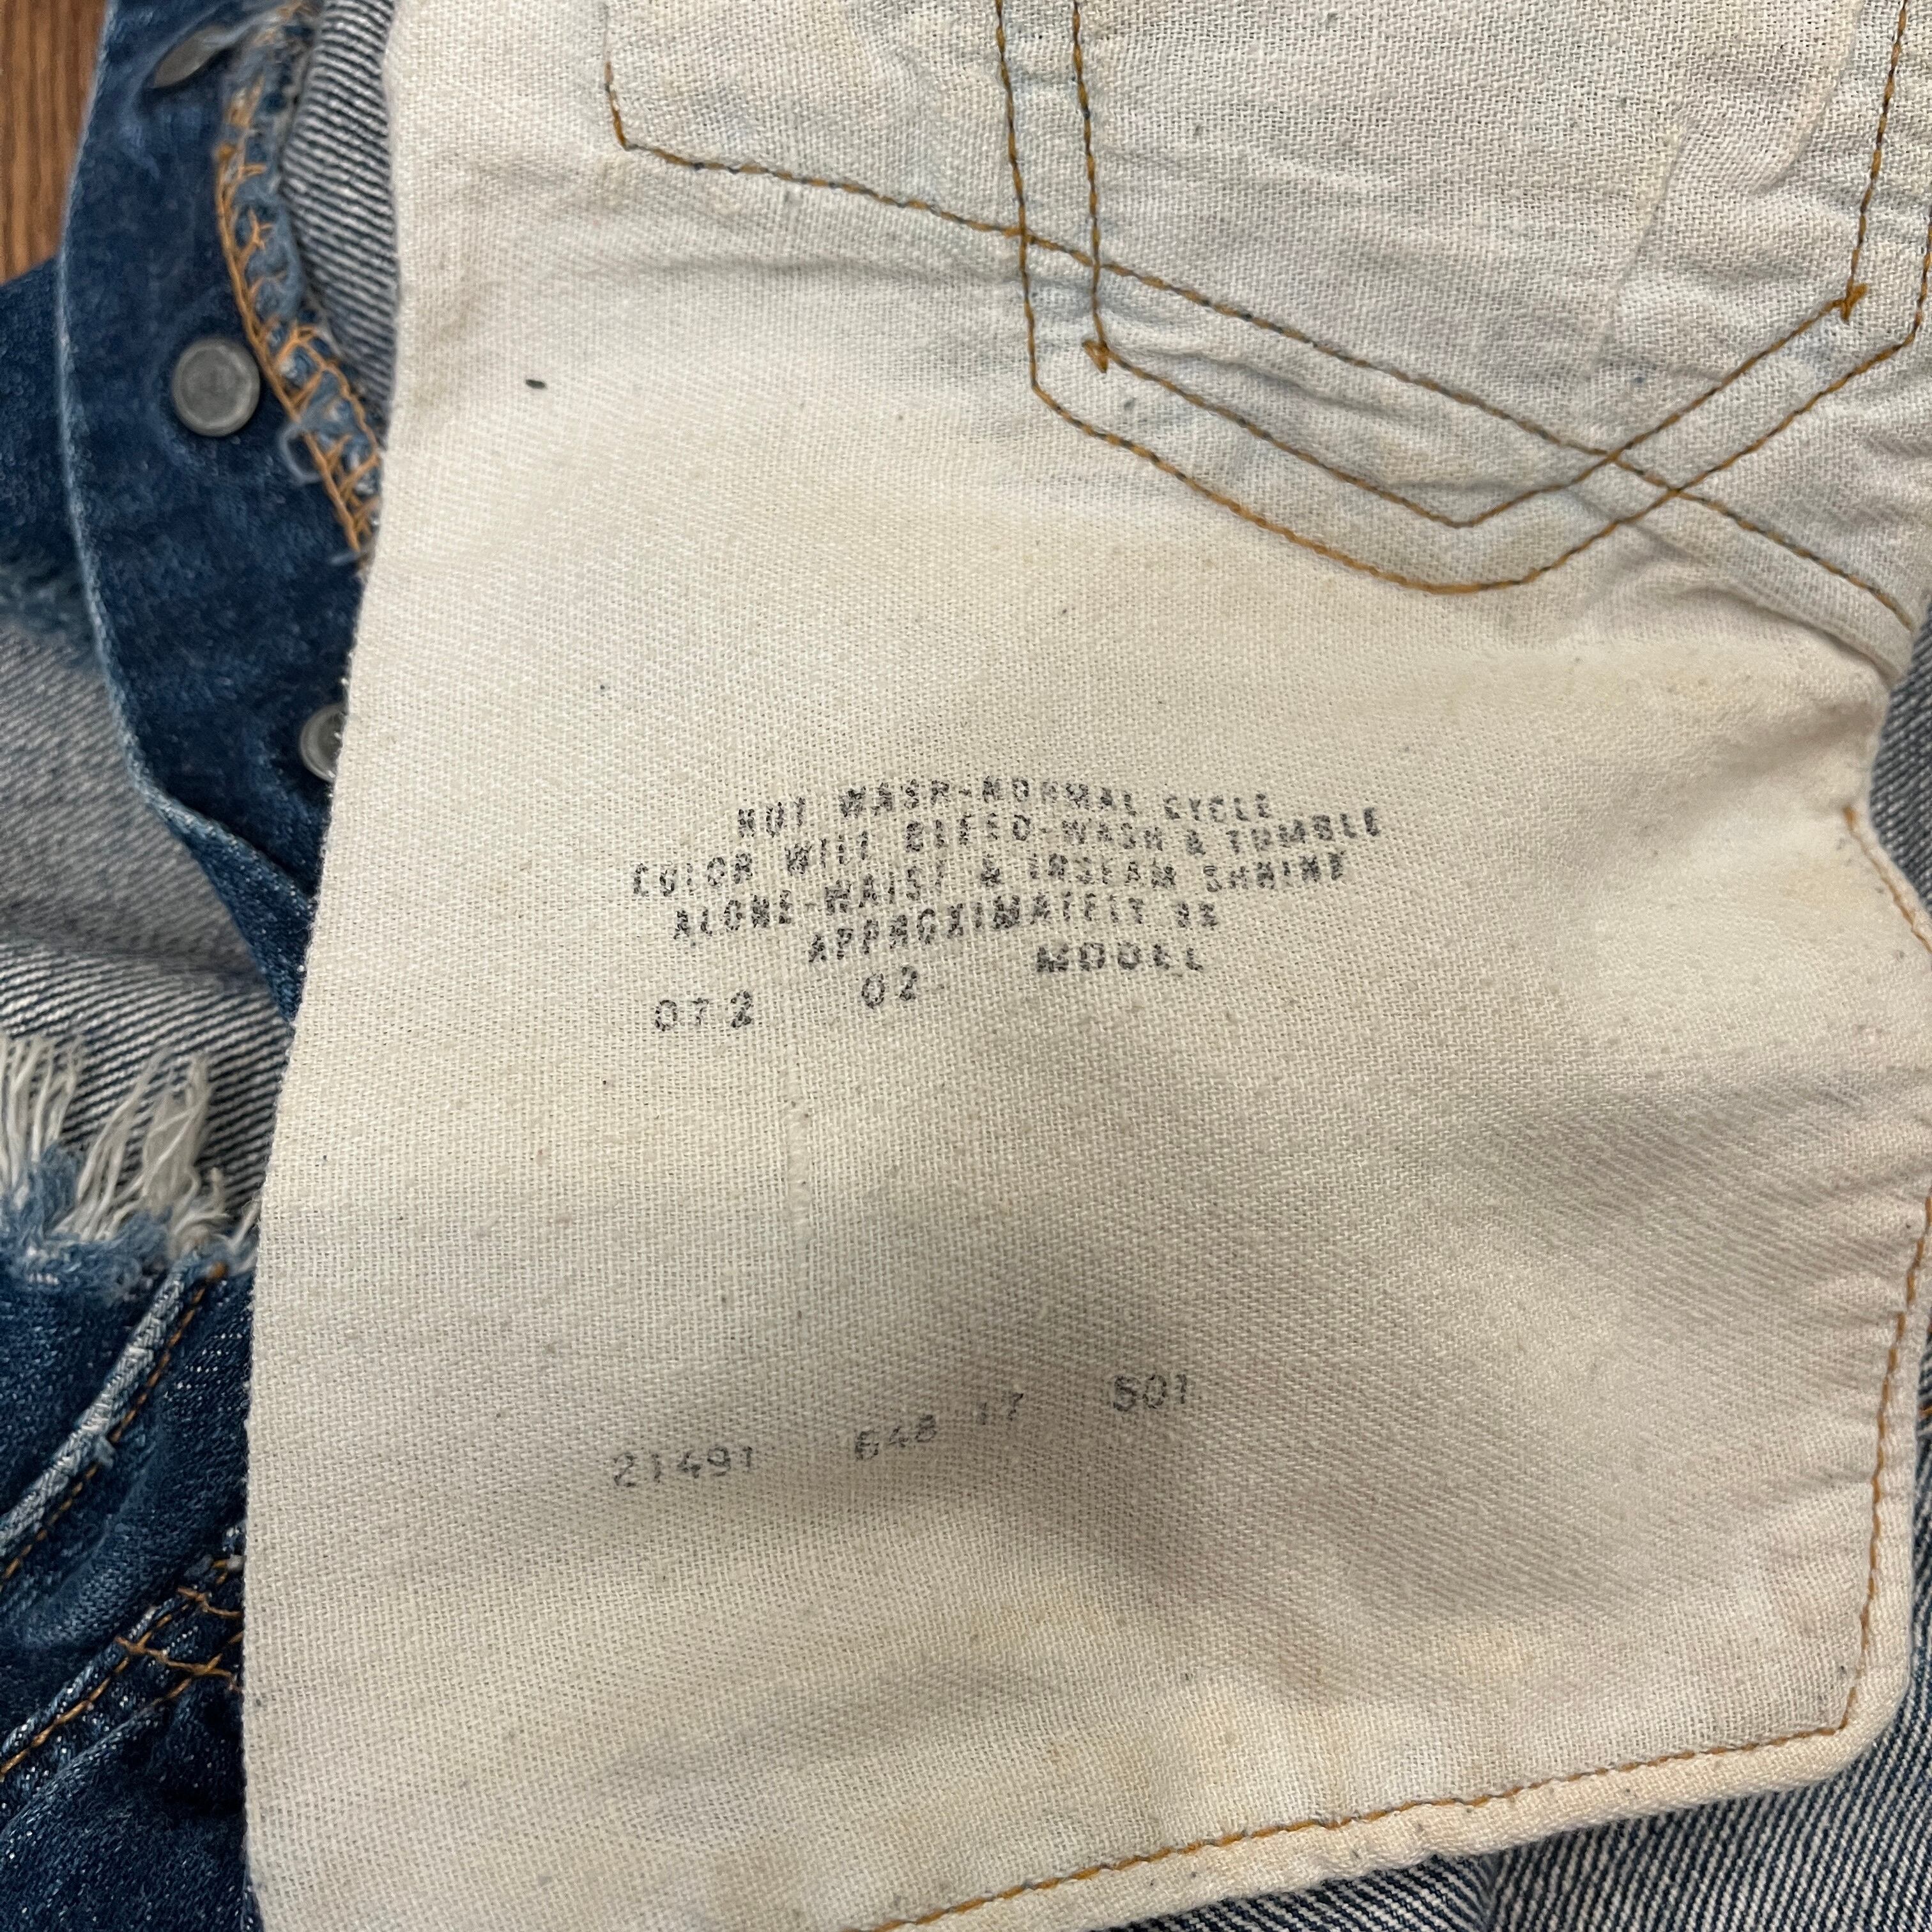 HOT WASH-NORMAL CYCLE
COLOR WILL BLEED-WASH & TUMBLE
ALONE-WAIST & INSEAM SHRINK
APPROXIMATELY 8%
072 02 MODEL
21491 648 17 501